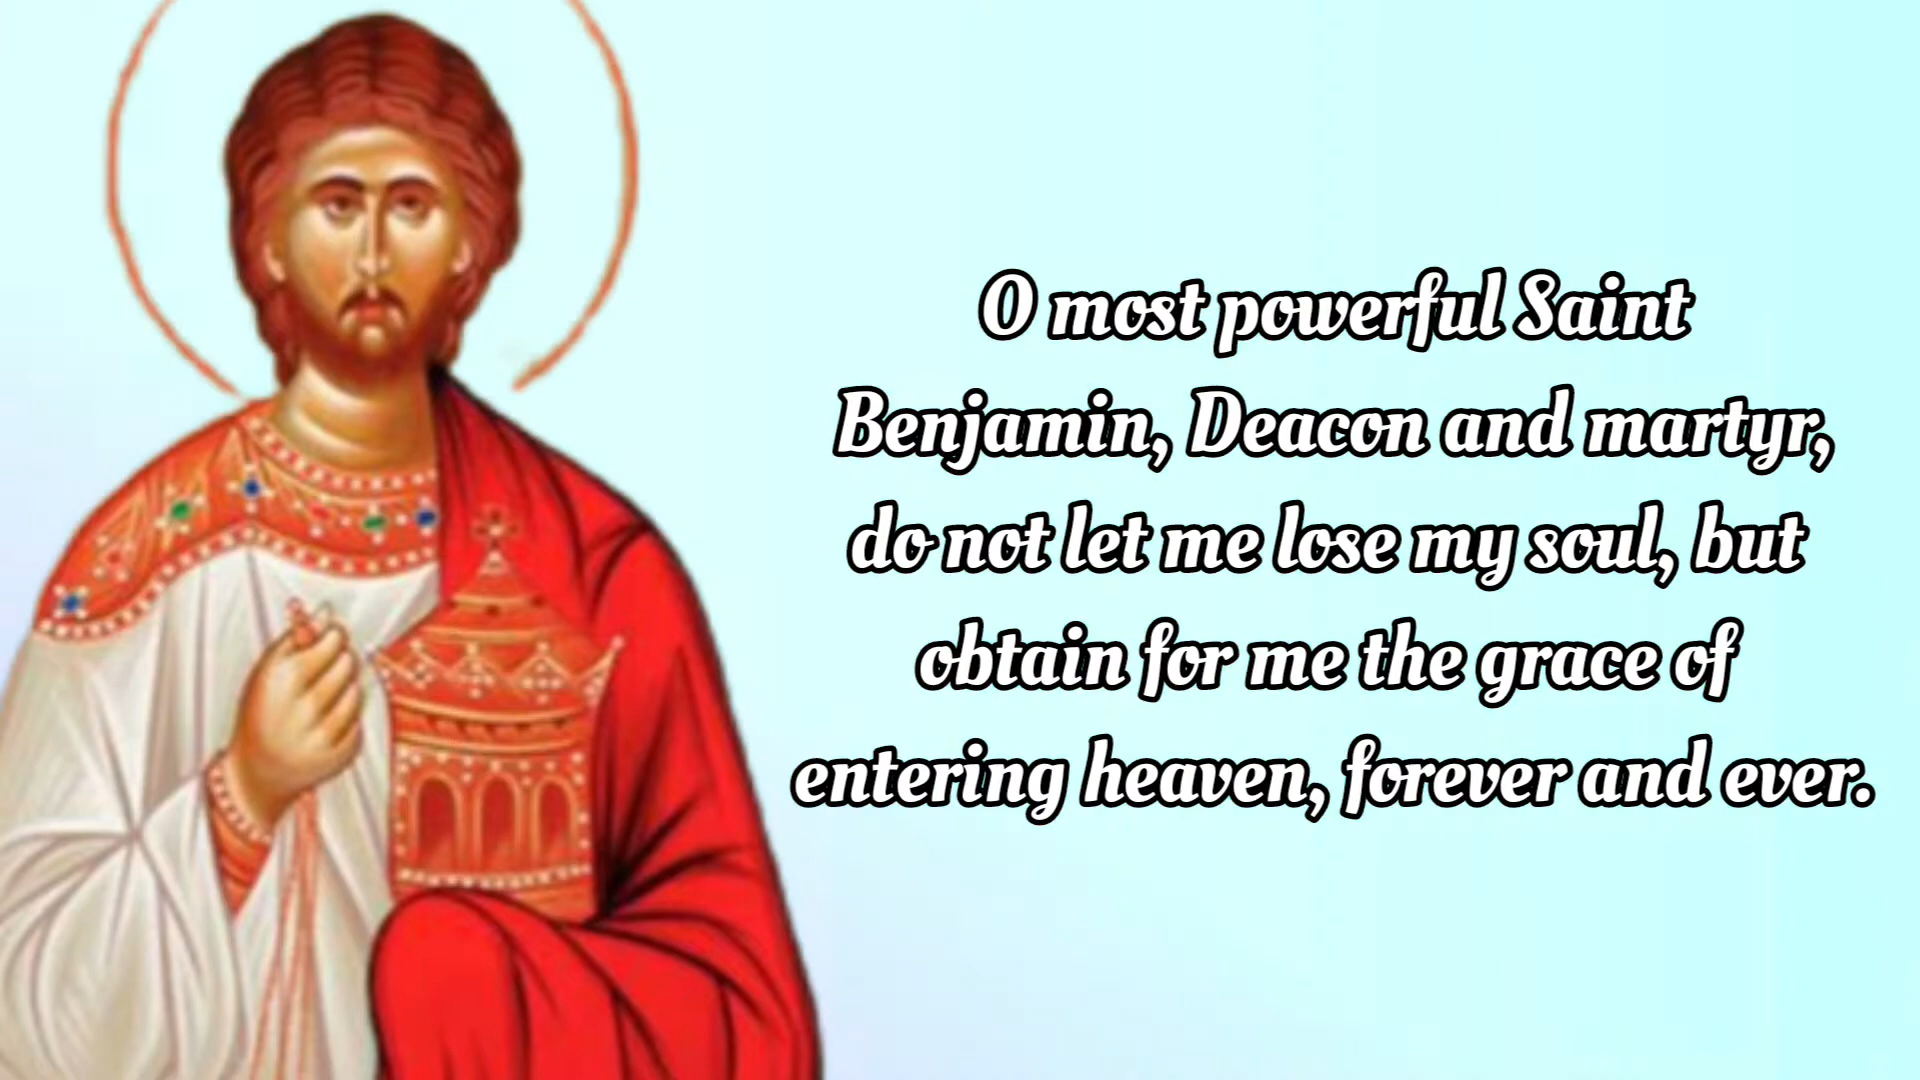 O most powerful Saint
Benjamin, Deacon and martyr,
do not let me lose my soul, but
obtain for me the grace of
entering heaven, forever and ever.